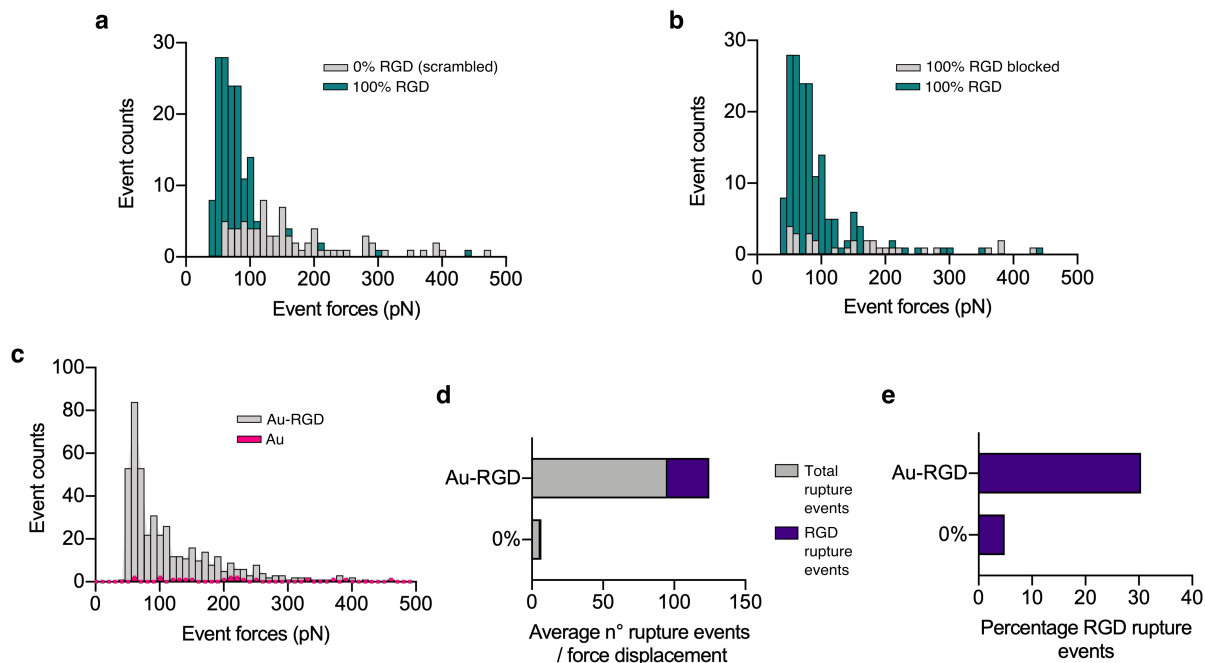 a
30
20
10
0
Event counts
0% RGD (scrambled)
100% RGD
0 100 200 300 400 500
Event forces (pN)
b
30
20
10
0
Event counts
100% RGD blocked
100% RGD
0 100 200 300 400 500
Event forces (pN)
c
100
80
60
40
20
0
Event counts
Au-RGD
Au
0 100 200 300 400 500
Event forces (pN)
d
Au-RGD
0%
0 50 100 150
Average n° rupture events
/ force displacement
Total
rupture
events
RGD
rupture
events
e
Au-RGD
0%
0 10 20 30 40
Percentage RGD rupture
events